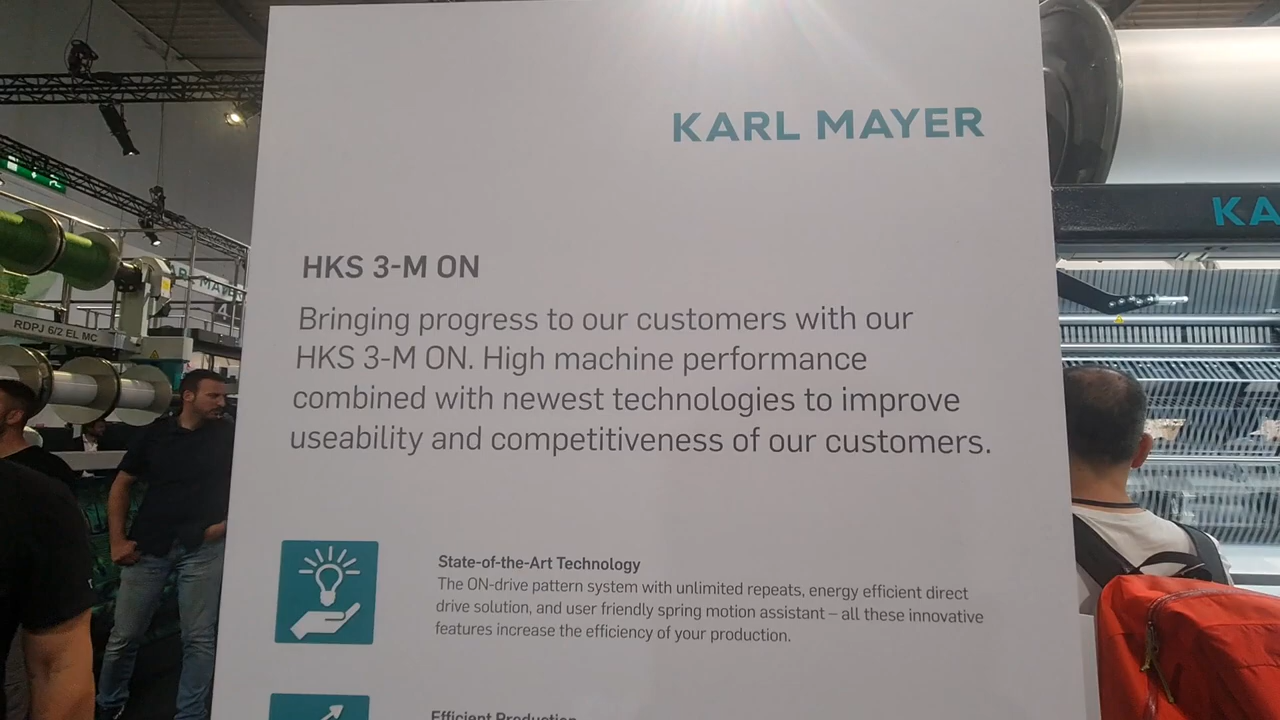 KARL MAYER
HKS 3-M ON
Bringing progress to our customers with our
HKS 3-M ON. High machine performance
combined with newest technologies to improve
useability and competitiveness of our customers.
State-of-the-Art Technology
The ON-drive pattern system with unlimited repeats, energy efficient direct
drive solution, and user friendly spring motion assistant – all these innovative
features increase the efficiency of your production.
Efficient Production
RDPJ 6/2 EL MC
4
KA